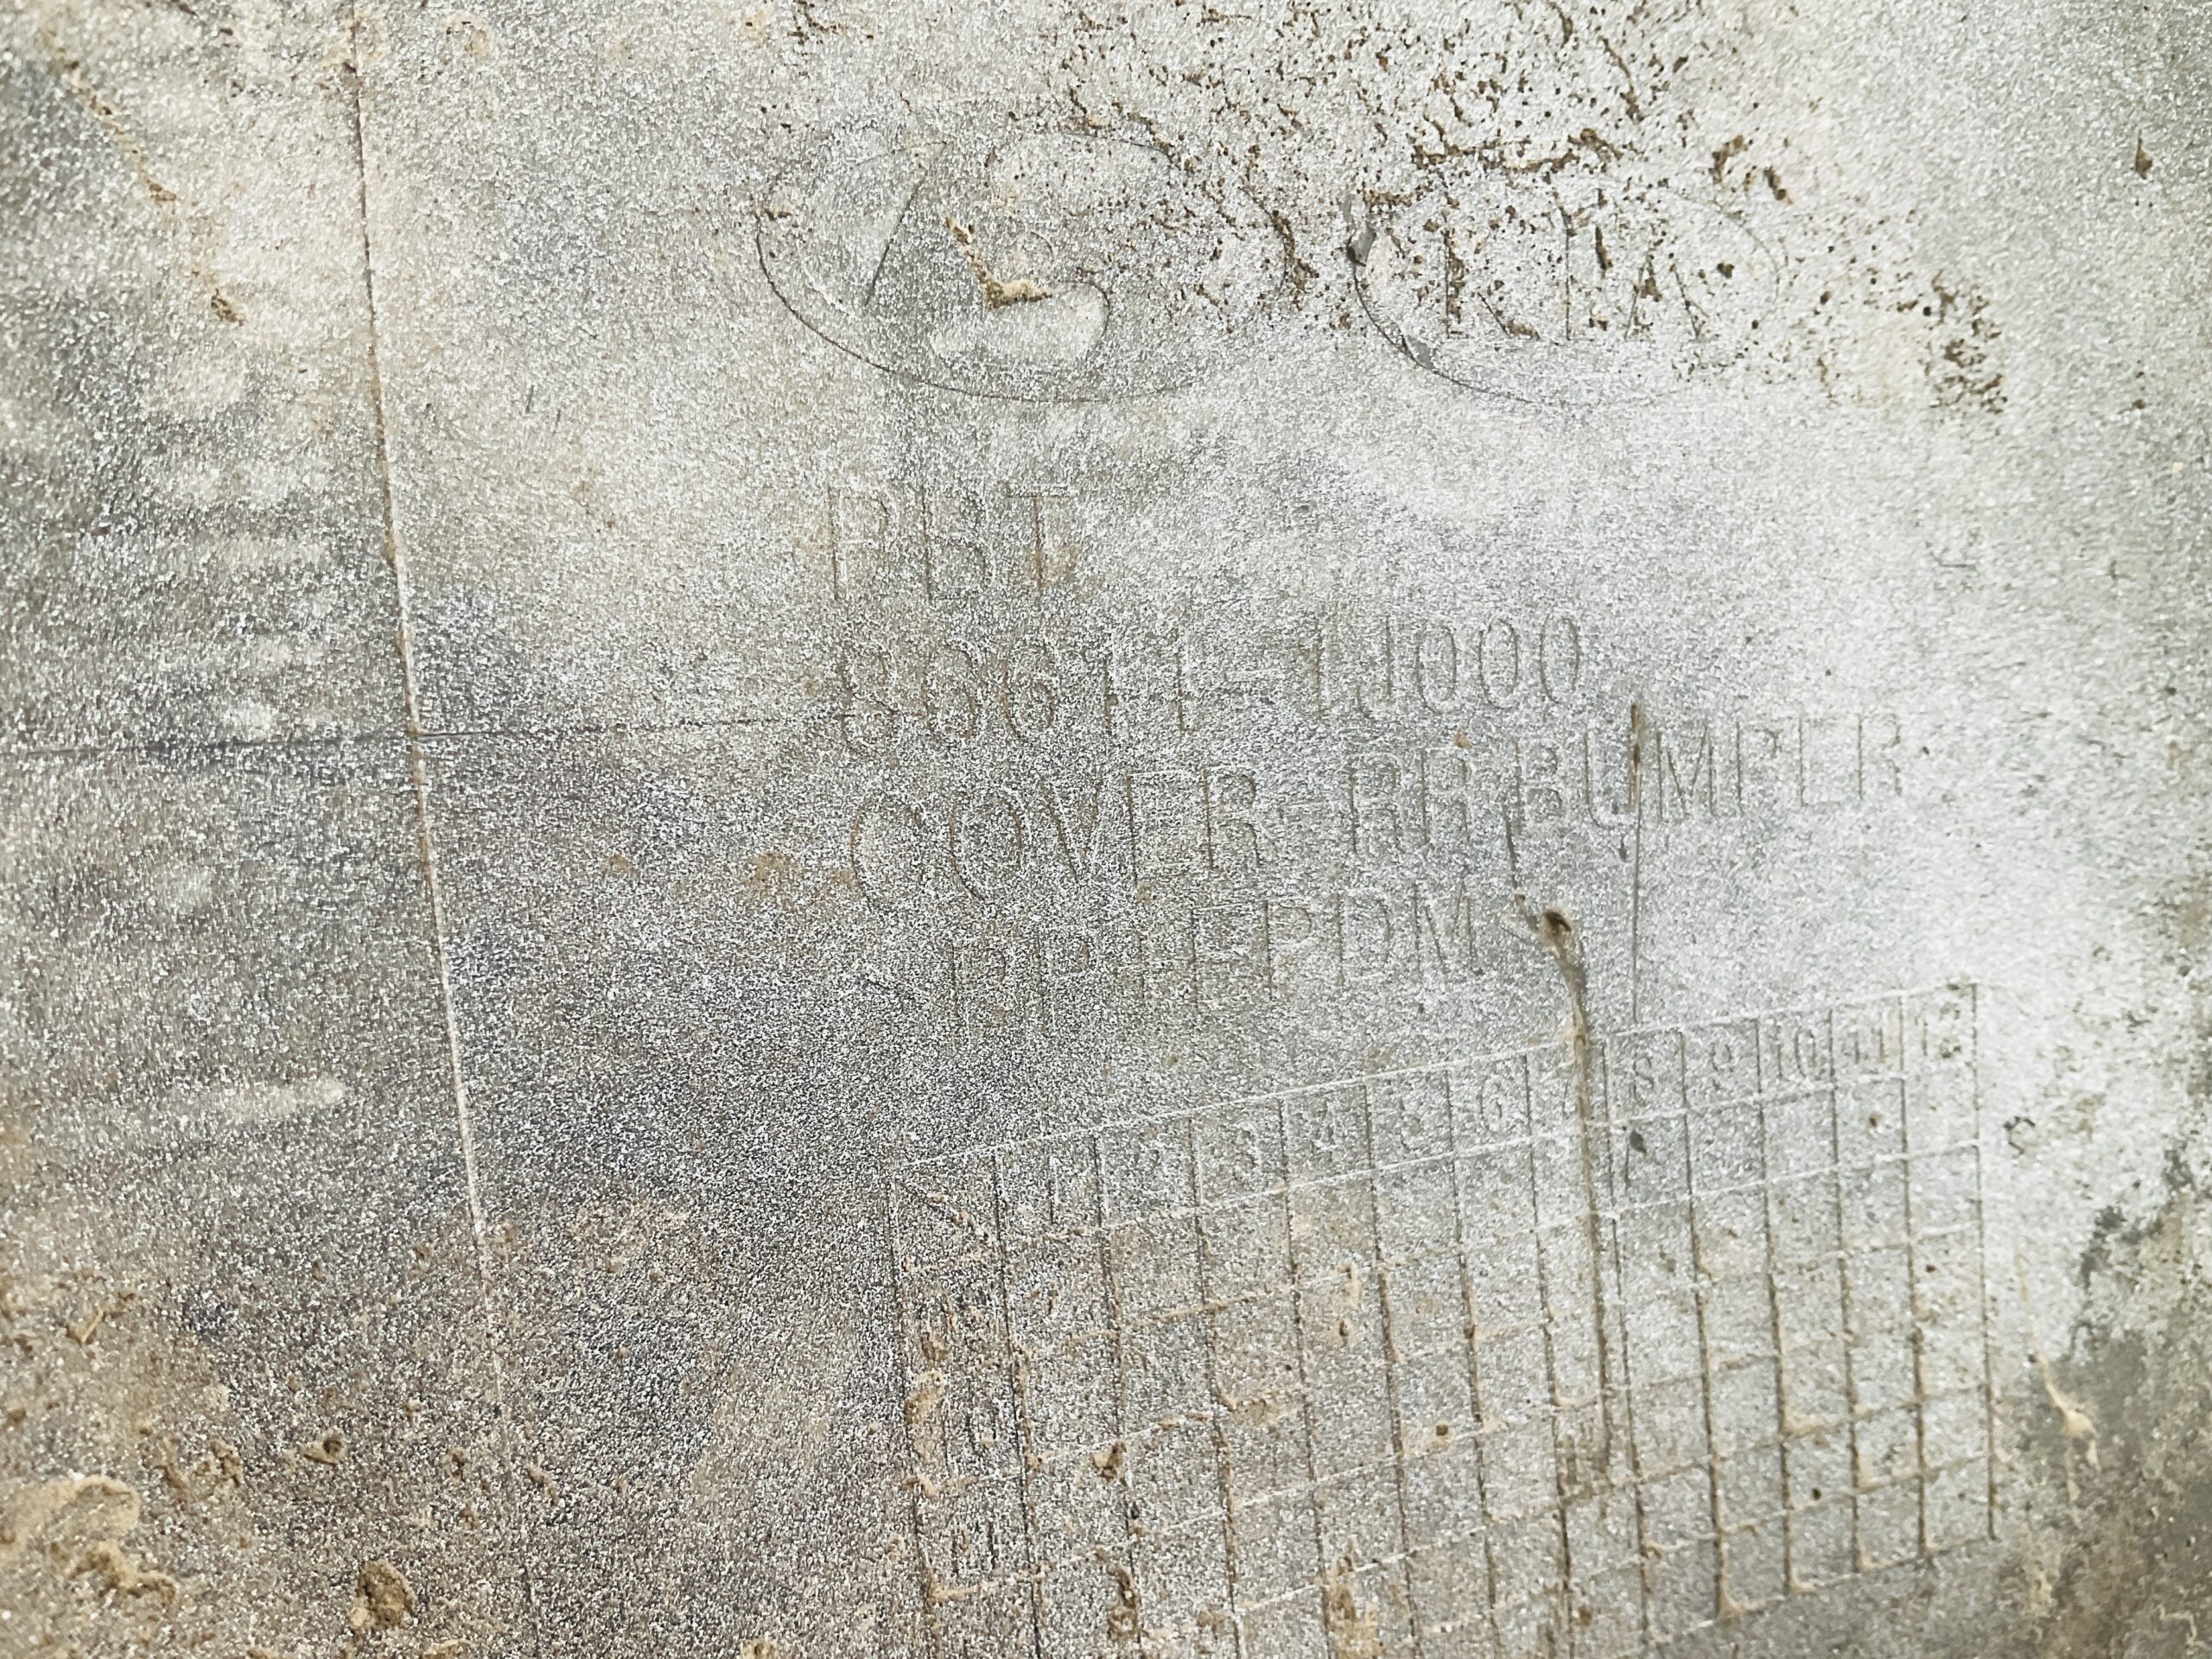 KIA
PBT
86611-1J000
COVER-RR BUMPER
PP+EPDM
1 2 3 4 5 6 7 8 9 10 11 12